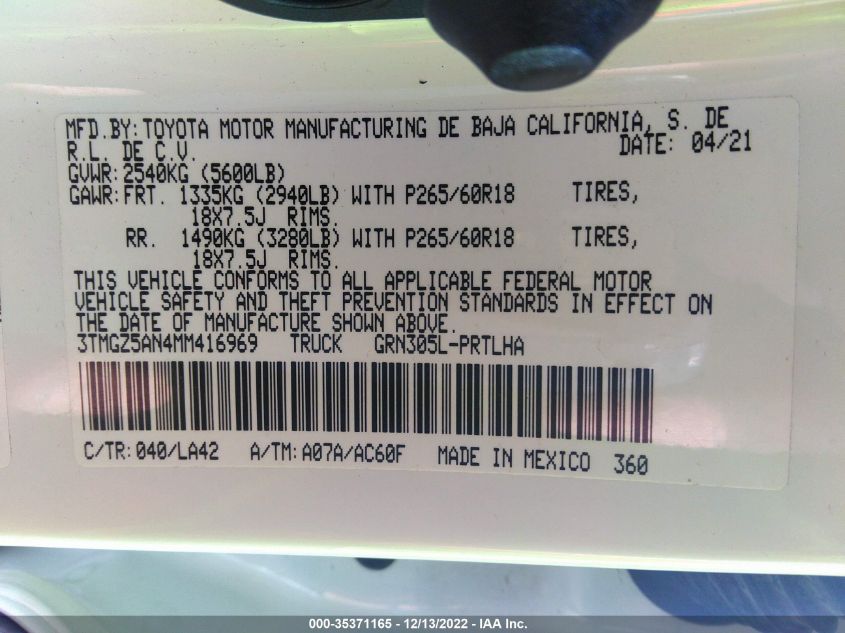 MFD.BY:TOYOTA MOTOR MANUFACTURING DE BAJA CALIFORNIA, S. DE
R.L. DE C.V. DATE: 04/21
GVWR:2540KG (5600LB)
GAWR:FRT. 1335KG (2940LB) WITH P265/60R18 TIRES,
18X7.5J RIMS.
RR. 1490KG (3280LB) WITH P265/60R18 TIRES,
18X7.5J RIMS.
THIS VEHICLE CONFORMS TO ALL APPLICABLE FEDERAL MOTOR
VEHICLE SAFETY AND THEFT PREVENTION STANDARDS IN EFFECT ON
THE DATE OF MANUFACTURE SHOWN ABOVE.
3TMGZ5AN4MM416969 TRUCK GRN305L-PRTLHA
C/TR:040/LA42 A/TM:A07A/AC60F MADE IN MEXICO 360
000-35371165 - 12/13/2022 - IAA Inc.